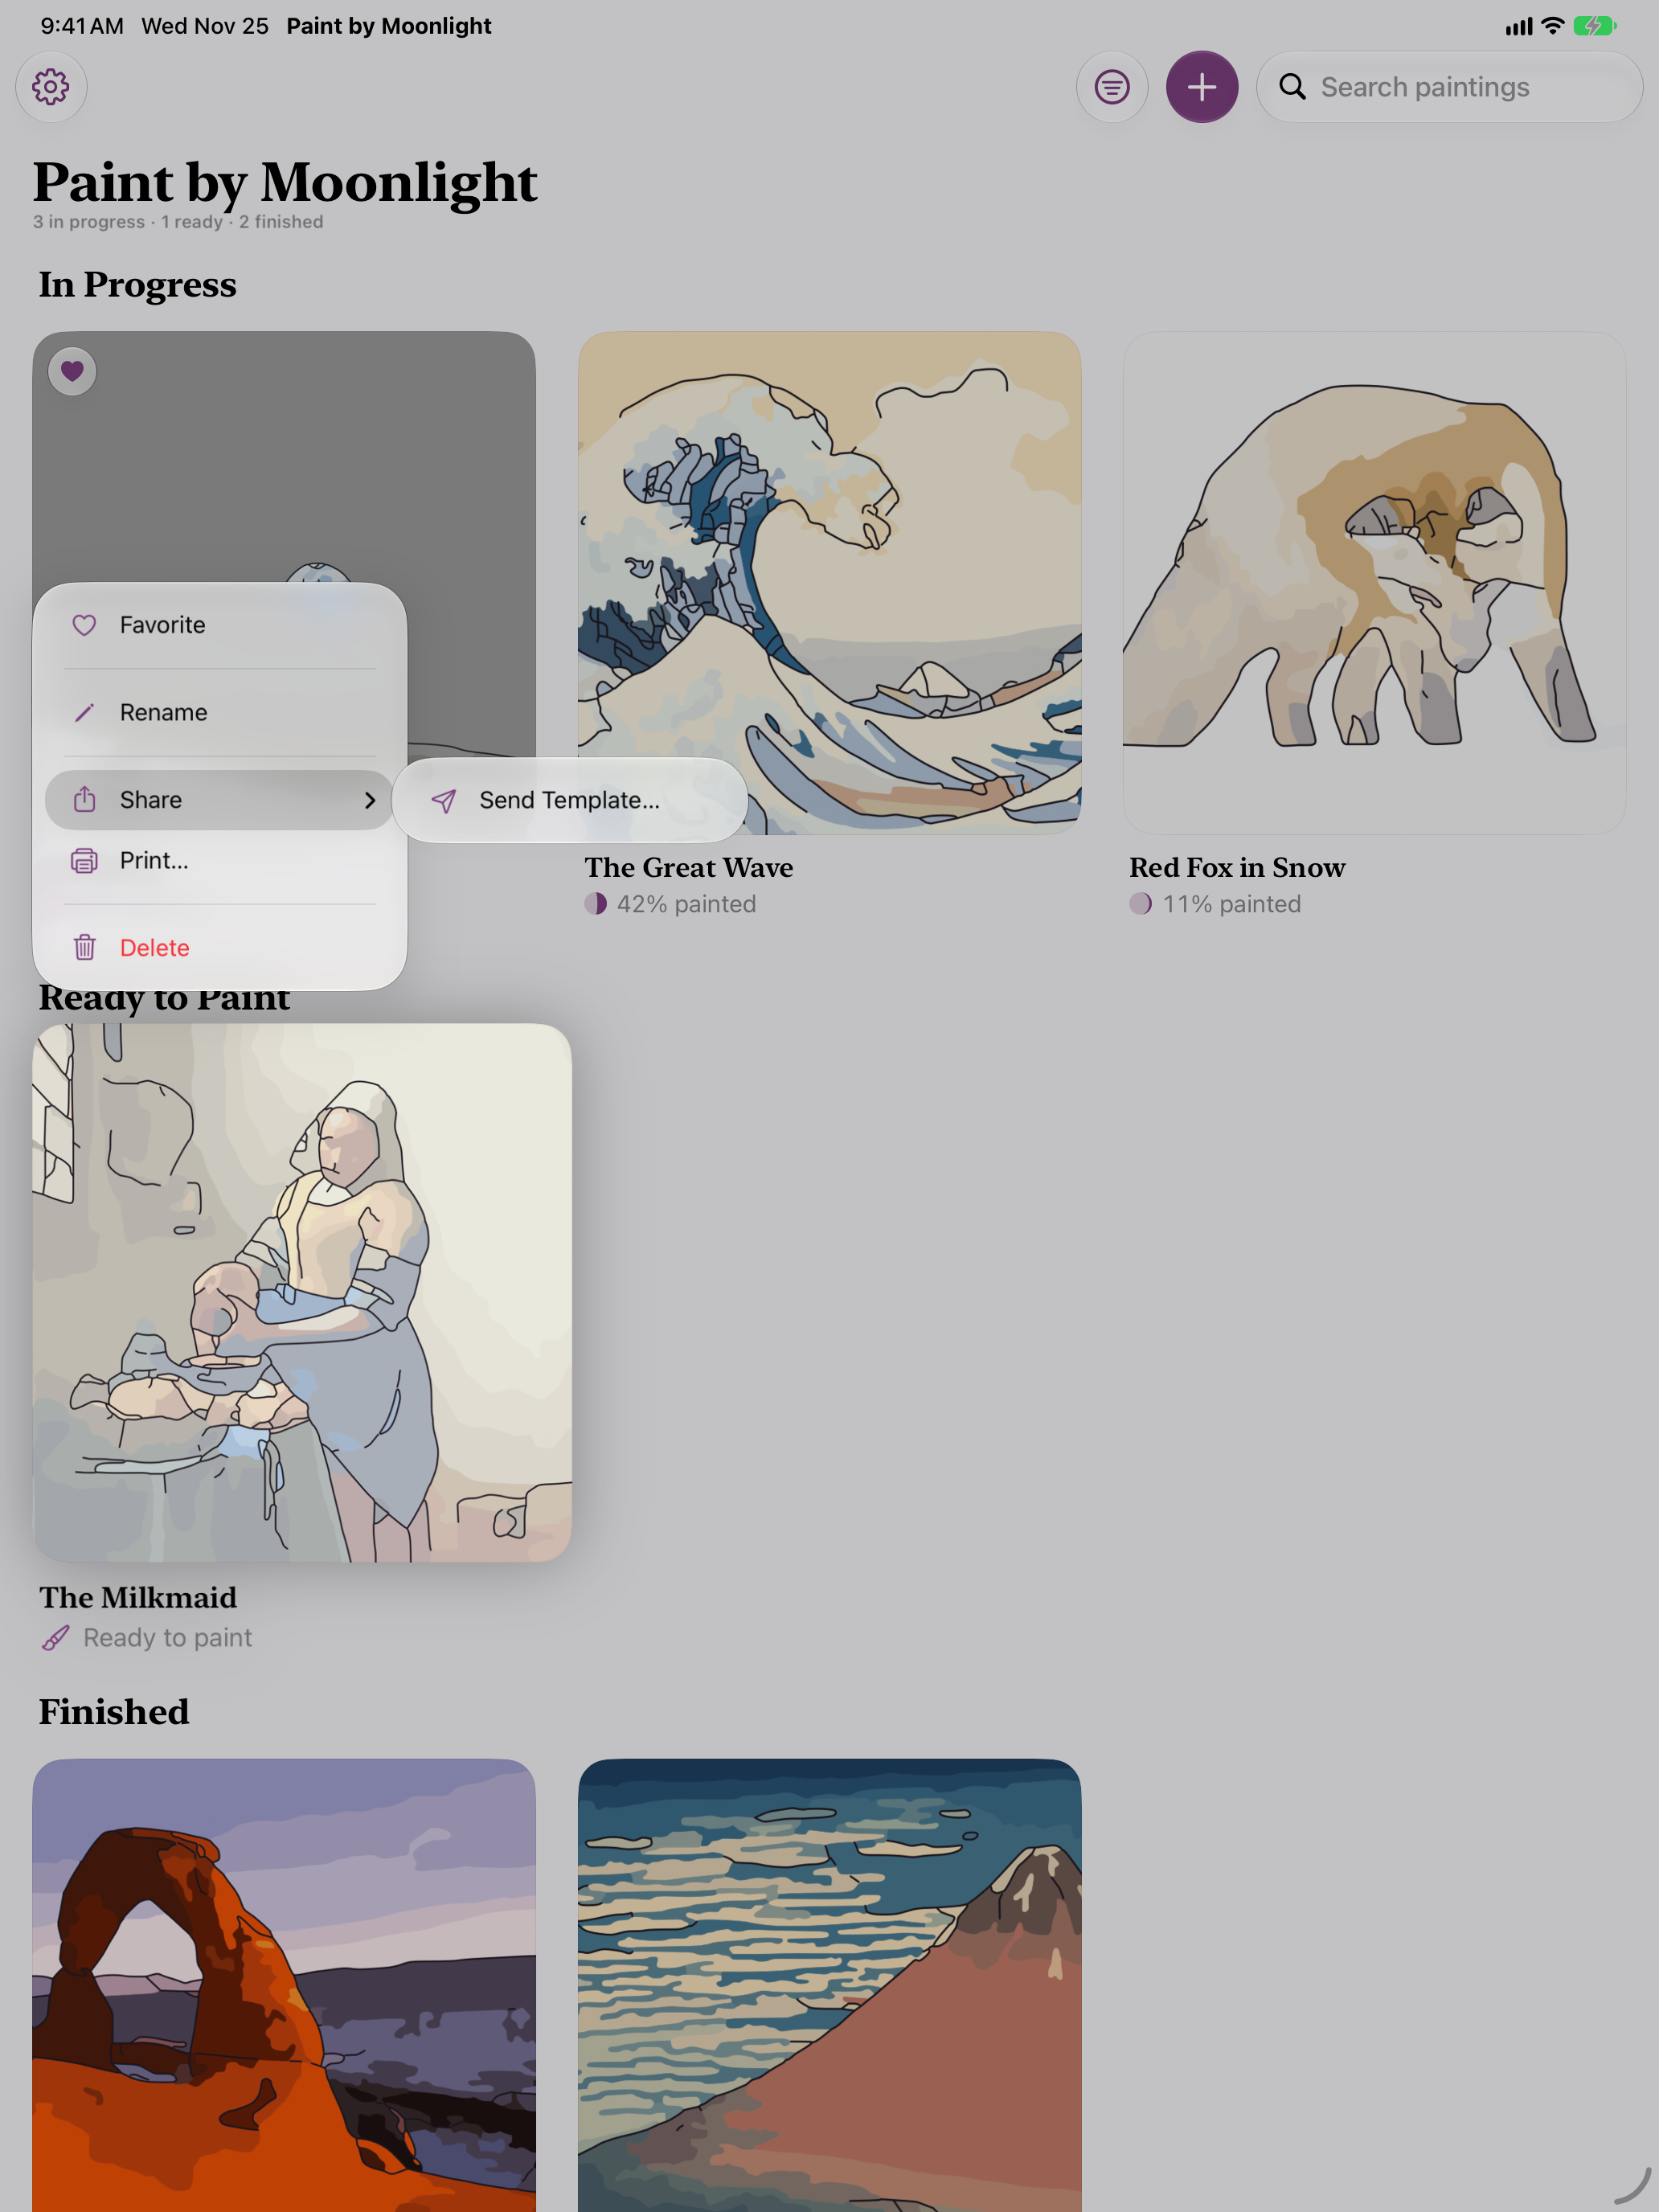 9:41 AM Wed Nov 25 Paint by Moonlight
Search paintings
Paint by Moonlight
3 in progress · 1 ready · 2 finished
In Progress
Favorite
Rename
Share
Send Template...
Print...
Delete
The Great Wave
42% painted
Red Fox in Snow
11% painted
Ready to Paint
The Milkmaid
Ready to paint
Finished